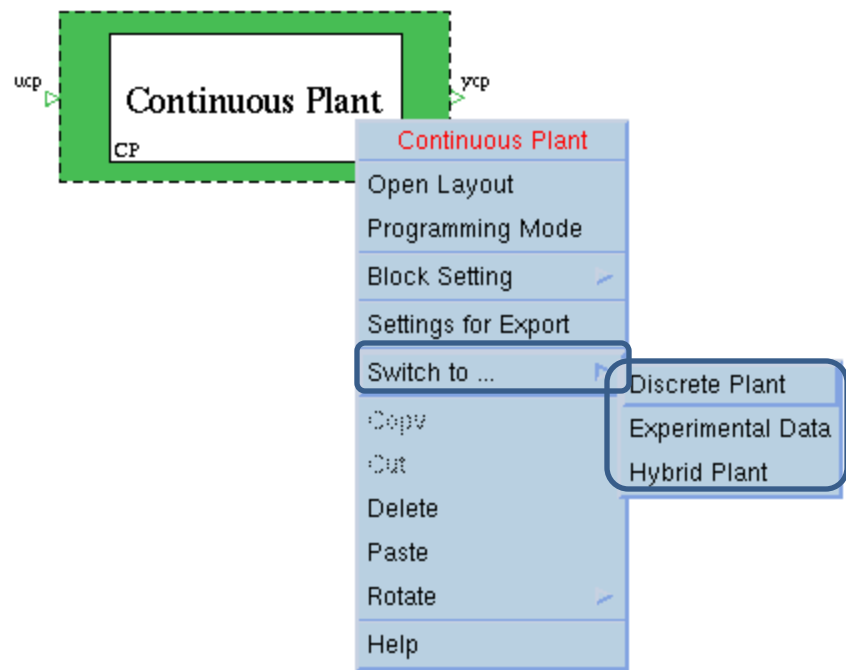 ucp
ycp
Continuous Plant
CP
Continuous Plant
Open Layout
Programming Mode
Block Setting
Settings for Export
Switch to ...
Discrete Plant
Experimental Data
Hybrid Plant
Copy
Cut
Delete
Paste
Rotate
Help